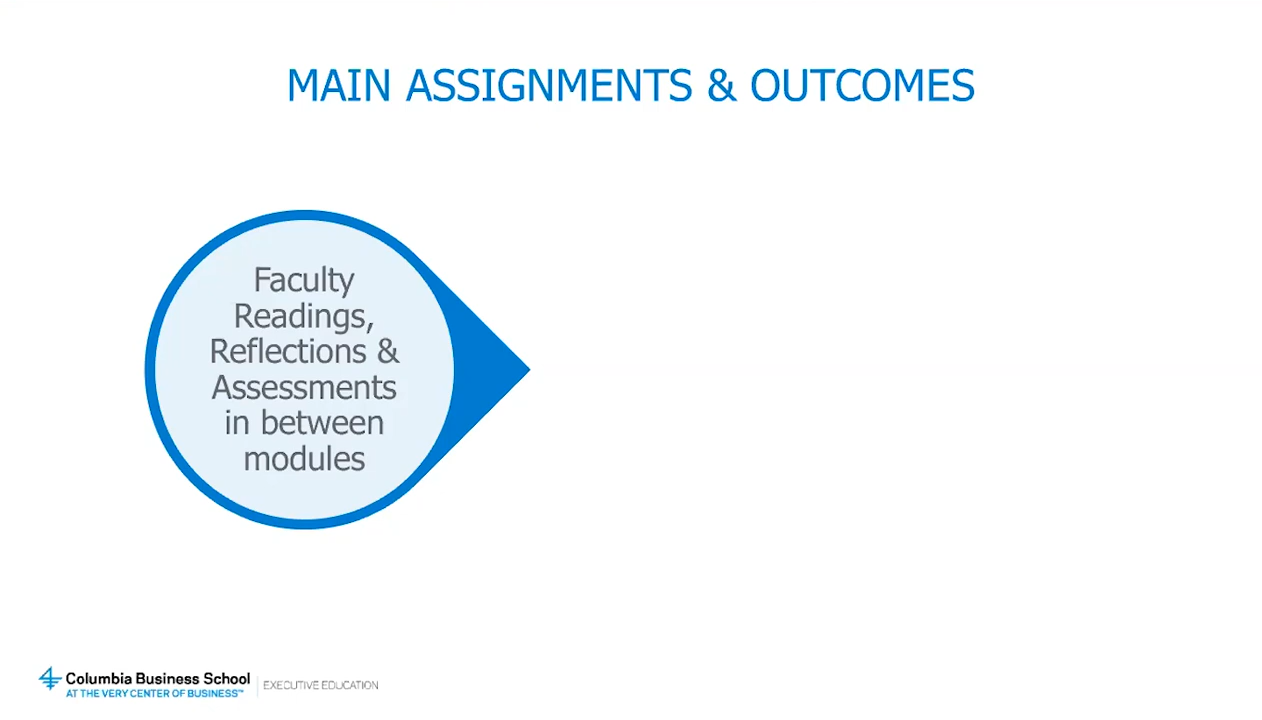 MAIN ASSIGNMENTS & OUTCOMES
Faculty
Readings,
Reflections &
Assessments
in between
modules
Columbia Business School
AT THE VERY CENTER OF BUSINESS™
EXECUTIVE EDUCATION